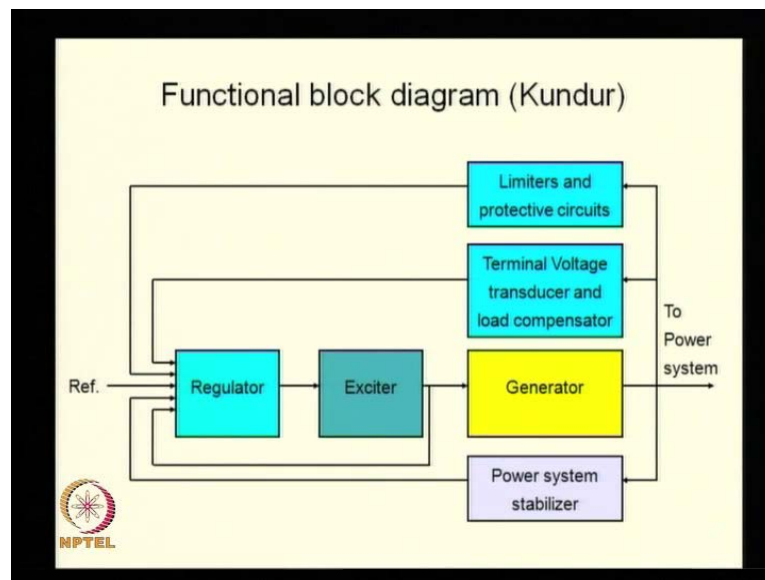 Functional block diagram (Kundur)
Limiters and
protective circuits
Terminal Voltage
transducer and
load compensator
To
Power
system
Ref.
Regulator
Exciter
Generator
Power system
stabilizer
NPTEL